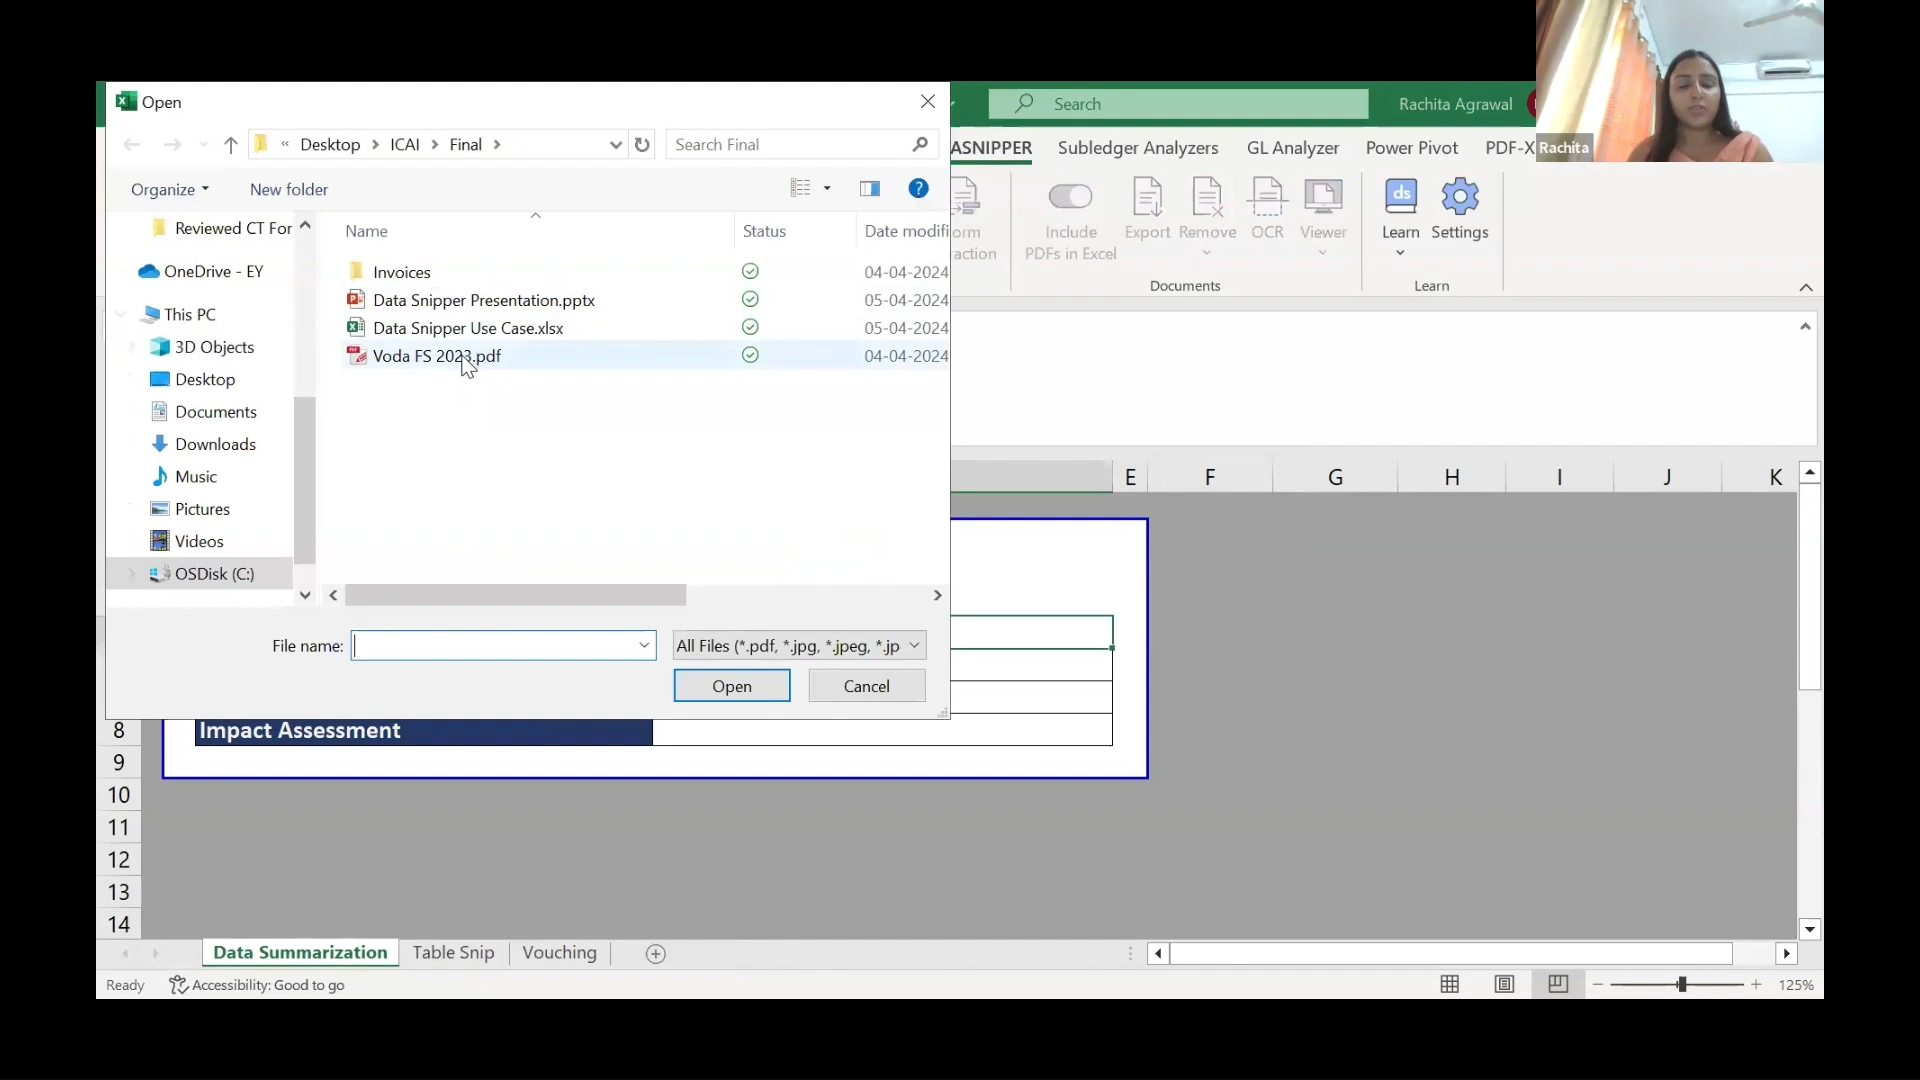 Open
Search
Rachita Agrawal
Rachita
« Desktop > ICAI > Final >
Search Final
ASNIPPER
Subledger Analyzers
GL Analyzer
Power Pivot
PDF-X
Organize
New folder
?
ds
Include
PDFs in Excel
Export
Remove
OCR
Viewer
Learn
Settings
orm
action
Documents
Learn
Reviewed CT For
OneDrive - EY
This PC
3D Objects
Desktop
Documents
Downloads
Music
Pictures
Videos
OSDisk (C:)
Name
Status
Date modifi
Invoices
04-04-2024
Data Snipper Presentation.pptx
05-04-2024
Data Snipper Use Case.xlsx
05-04-2024
Voda FS 2023.pdf
04-04-2024
File name:
All Files (*.pdf, *.jpg, *.jpeg, *.jp
Open
Cancel
E F G H I J K
8 Impact Assessment
9
10
11
12
13
14
Data Summarization
Table Snip
Vouching
Ready
Accessibility: Good to go
125%